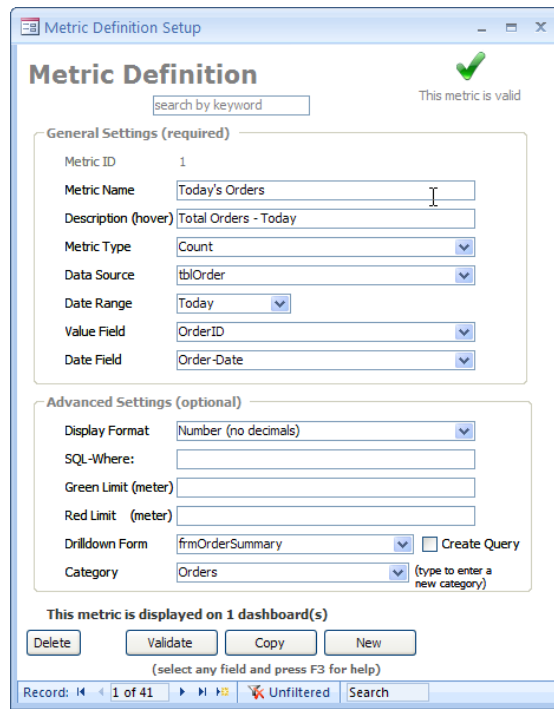 Metric Definition Setup
Metric Definition
This metric is valid
search by keyword
General Settings (required)
Metric ID 1
Metric Name Today's Orders
Description (hover) Total Orders - Today
Metric Type Count
Data Source tblOrder
Date Range Today
Value Field OrderID
Date Field Order-Date
Advanced Settings (optional)
Display Format Number (no decimals)
SQL-Where:
Green Limit (meter)
Red Limit (meter)
Drilldown Form frmOrderSummary Create Query
Category Orders (type to enter a
new category)
This metric is displayed on 1 dashboard(s)
Delete Validate Copy New
(select any field and press F3 for help)
Record: 1 of 41 Unfiltered Search